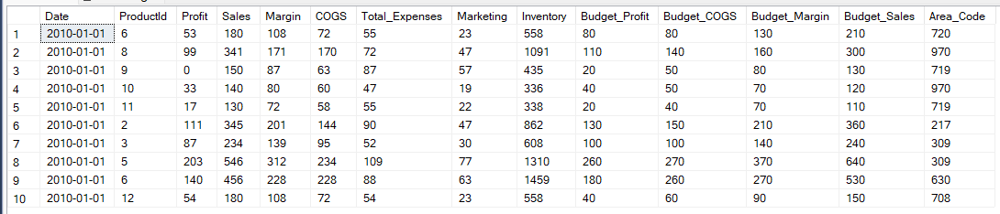 Date ProductId Profit Sales Margin COGS Total_Expenses Marketing Inventory Budget_Profit Budget_COGS Budget_Margin Budget_Sales Area_Code
1 2010-01-01 6 53 180 108 72 55 23 558 80 80 130 210 720
2 2010-01-01 8 99 341 171 170 72 47 1091 110 140 160 300 970
3 2010-01-01 9 0 150 87 63 87 57 435 20 50 80 130 719
4 2010-01-01 10 33 140 80 60 47 19 336 40 50 70 120 970
5 2010-01-01 11 17 130 72 58 55 22 338 20 40 70 110 719
6 2010-01-01 2 111 345 201 144 90 47 862 130 150 210 360 217
7 2010-01-01 3 87 234 139 95 52 30 608 100 100 140 240 309
8 2010-01-01 5 203 546 312 234 109 77 1310 260 270 370 640 309
9 2010-01-01 6 140 456 228 228 88 63 1459 180 260 270 530 630
10 2010-01-01 12 54 180 108 72 54 23 558 40 60 90 150 708